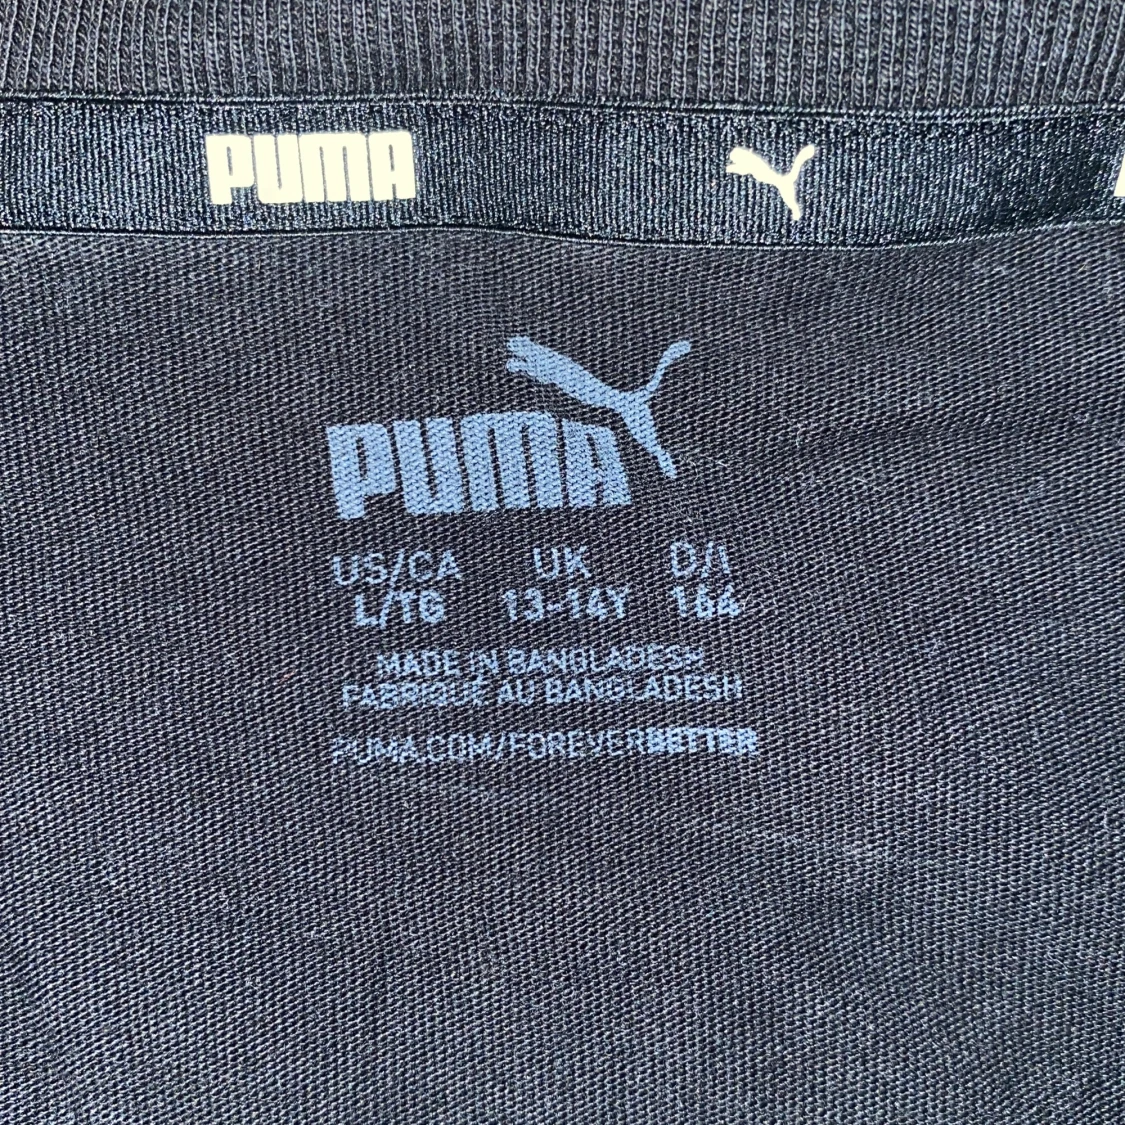 PUMA
PUMA
US/CA UK D/I
L/TG 13-14Y 164
MADE IN BANGLADESH
FABRIQUÉ AU BANGLADESH
PUMA.COM/FOREVERBETTER